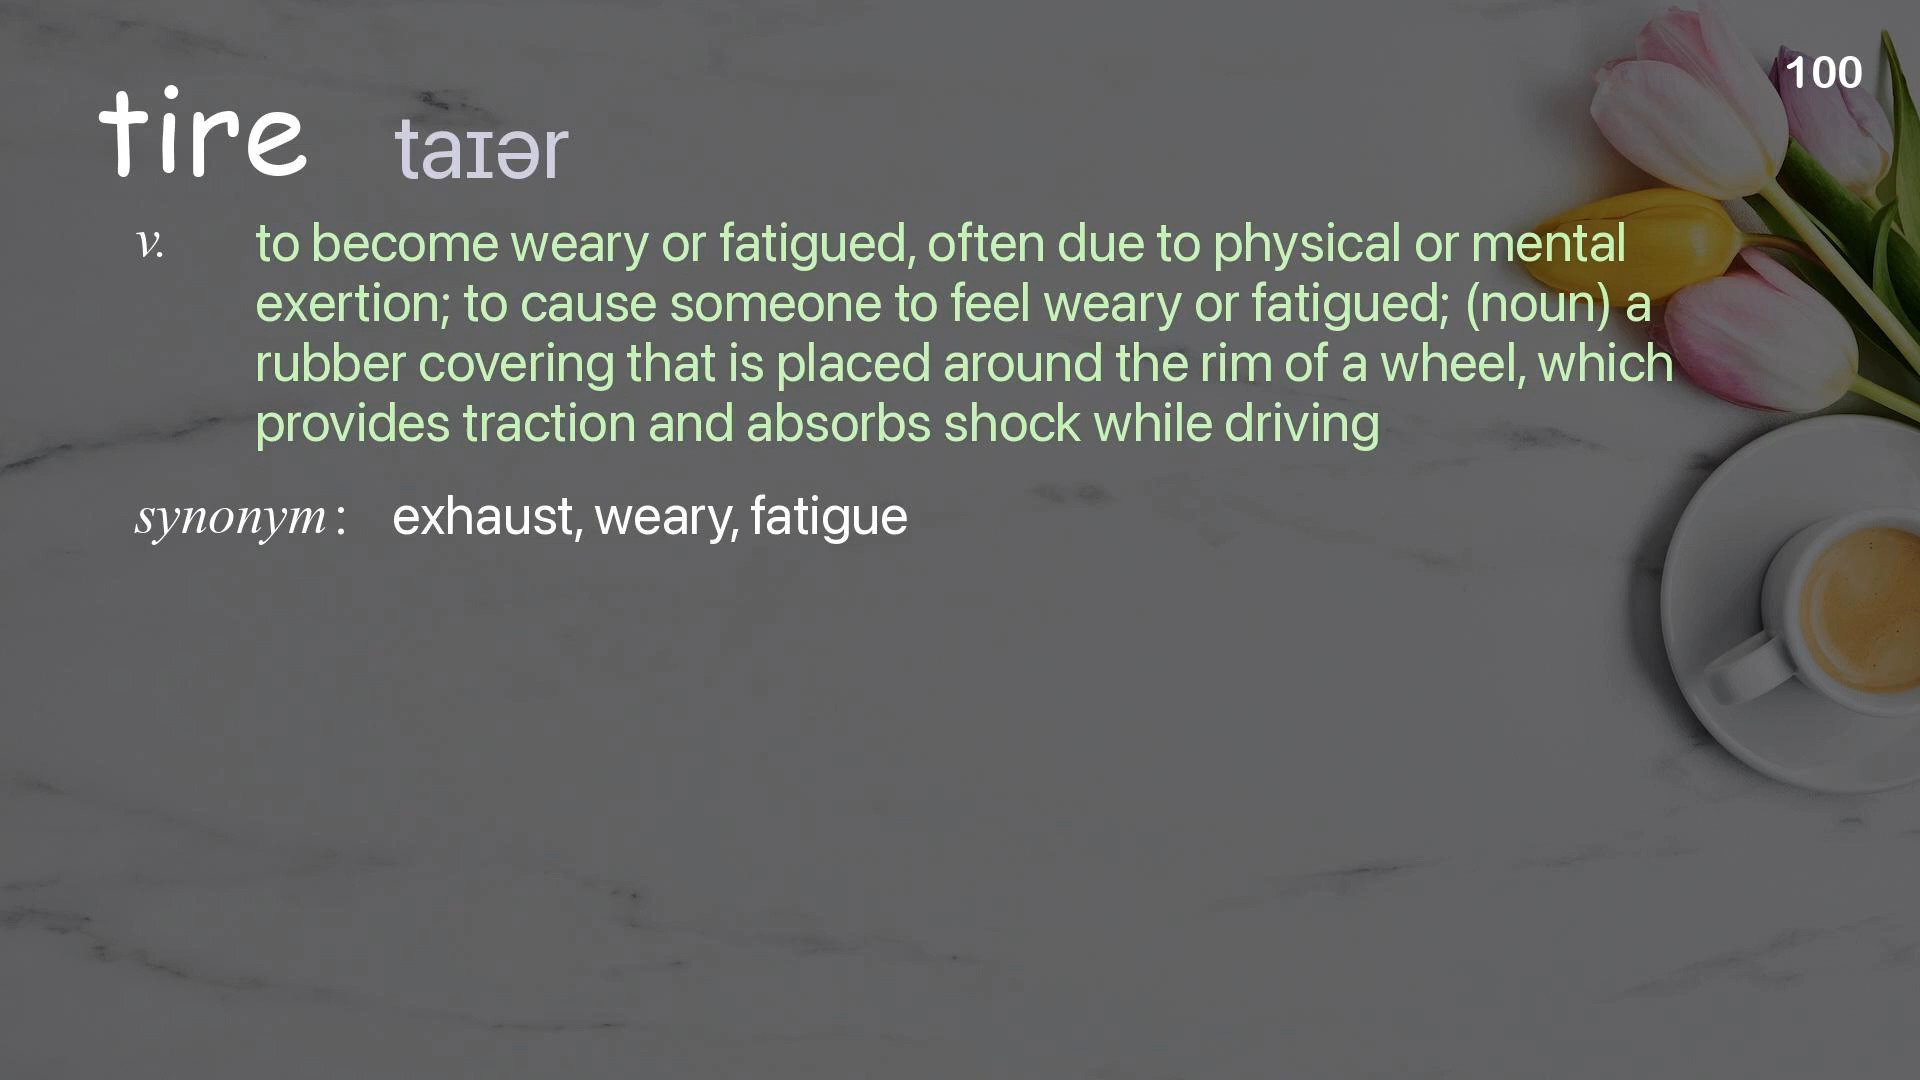 100
tire taɪər
v. to become weary or fatigued, often due to physical or mental
exertion; to cause someone to feel weary or fatigued; (noun) a
rubber covering that is placed around the rim of a wheel, which
provides traction and absorbs shock while driving
synonym: exhaust, weary, fatigue